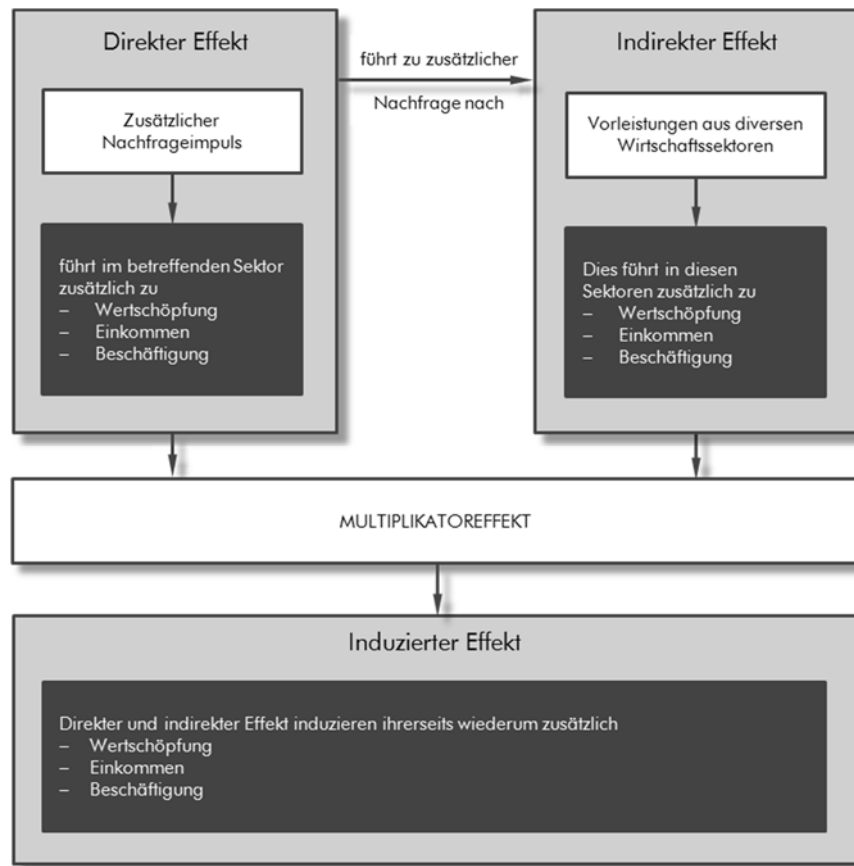 Direkter Effekt
Zusätzlicher
Nachfrageimpuls
führt im betreffenden Sektor
zusätzlich zu
– Wertschöpfung
– Einkommen
– Beschäftigung
führt zu zusätzlicher
Nachfrage nach
Indirekter Effekt
Vorleistungen aus diversen
Wirtschaftssektoren
Dies führt in diesen
Sektoren zusätzlich zu
– Wertschöpfung
– Einkommen
– Beschäftigung
MULTIPLIKATOREFFEKT
Induzierter Effekt
Direkter und indirekter Effekt induzieren ihrerseits wiederum zusätzlich
– Wertschöpfung
– Einkommen
– Beschäftigung